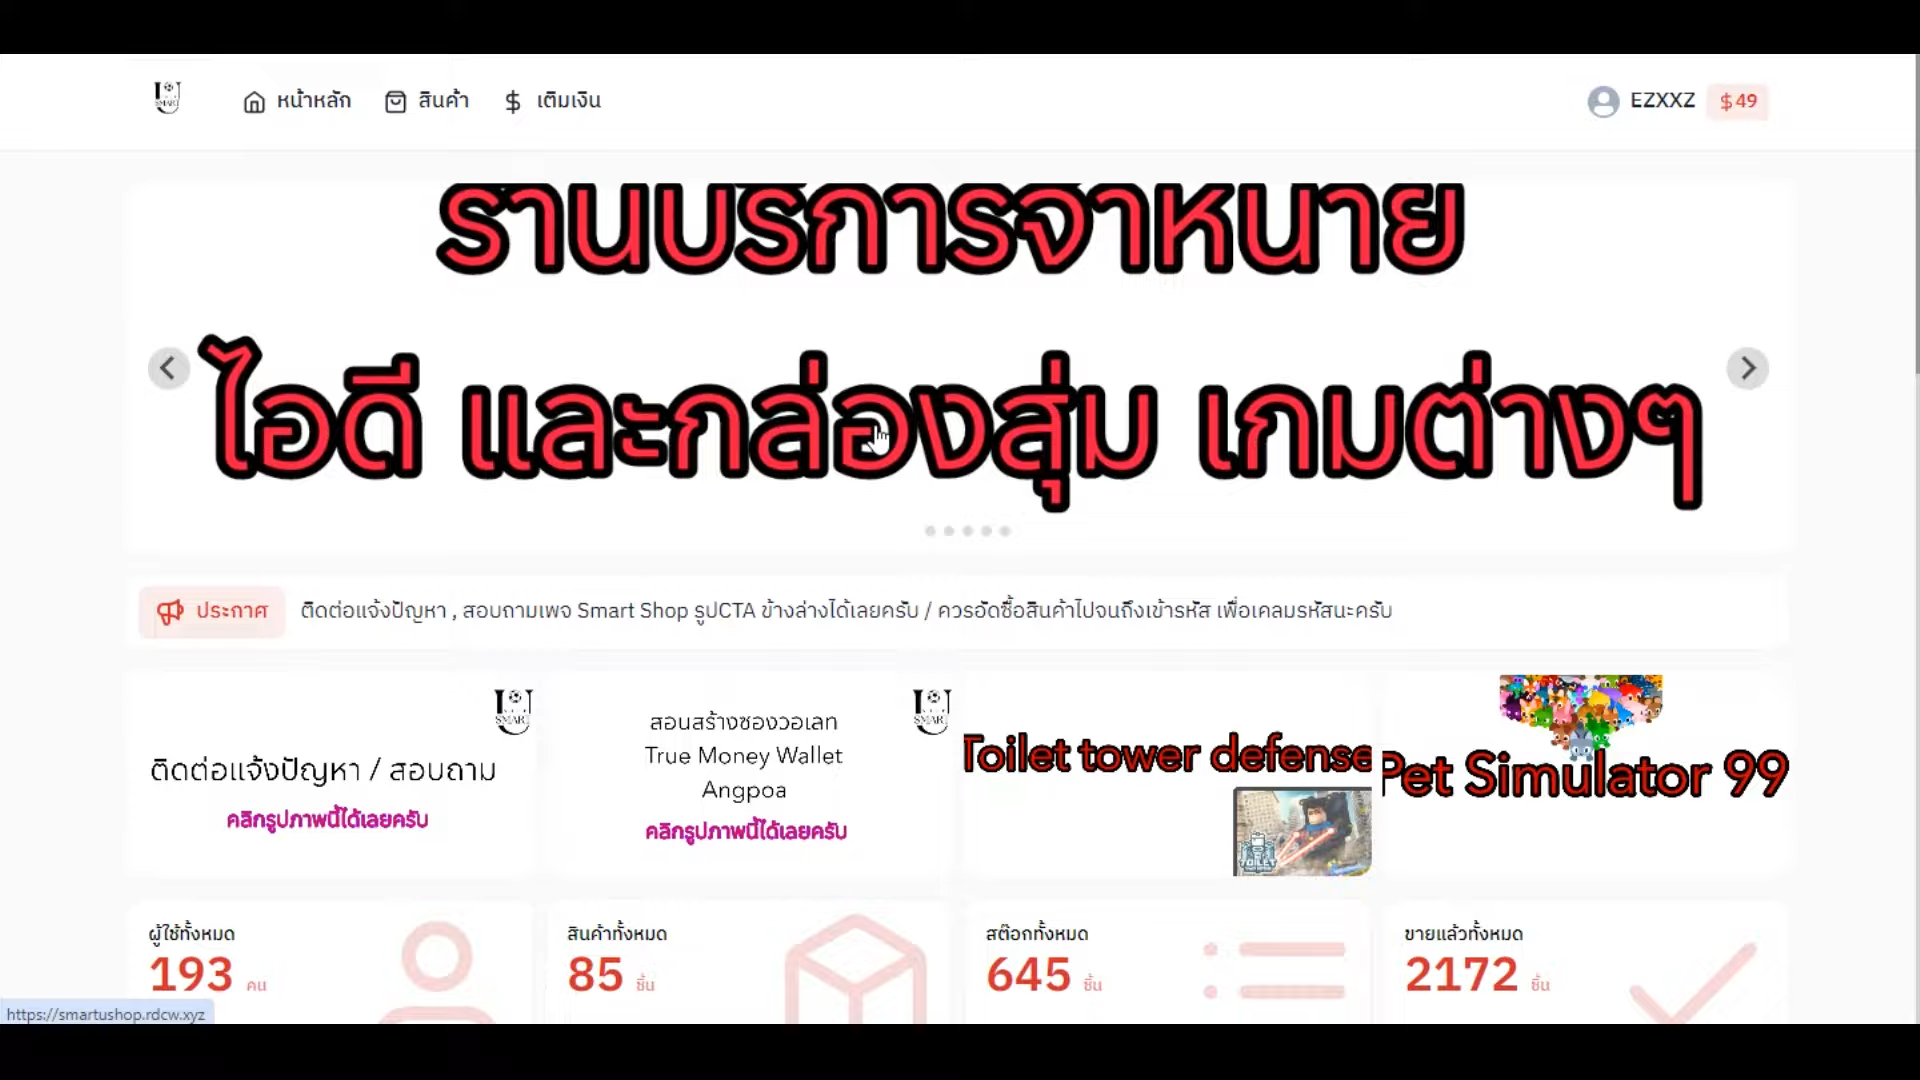 หน้าหลัก
สินค้า
เติมเงิน
EZXXZ
$ 49
ร้านบริการจำหน่าย
ไอดี และกล่องสุ่ม เกมต่างๆ
ประกาศ
ติดต่อแจ้งปัญหา , สอบถามเพจ Smart Shop รูปCTA ข้างล่างได้เลยครับ / ควรอัดซื้อสินค้าไปจนถึงเข้ารหัส เพื่อเคลมรหัสนะครับ
SMART
ติดต่อแจ้งปัญหา / สอบถาม
คลิกรูปภาพนี้ได้เลยครับ
SMART
สอนสร้างซองวอเลท
True Money Wallet
Angpoa
คลิกรูปภาพนี้ได้เลยครับ
Toilet tower defense
TOILET
Pet Simulator 99
ผู้ใช้ทั้งหมด
193 คน
สินค้าทั้งหมด
85 ชิ้น
สต๊อกทั้งหมด
645 ชิ้น
ขายแล้วทั้งหมด
2172 ชิ้น
https://smartushop.rdcw.xyz